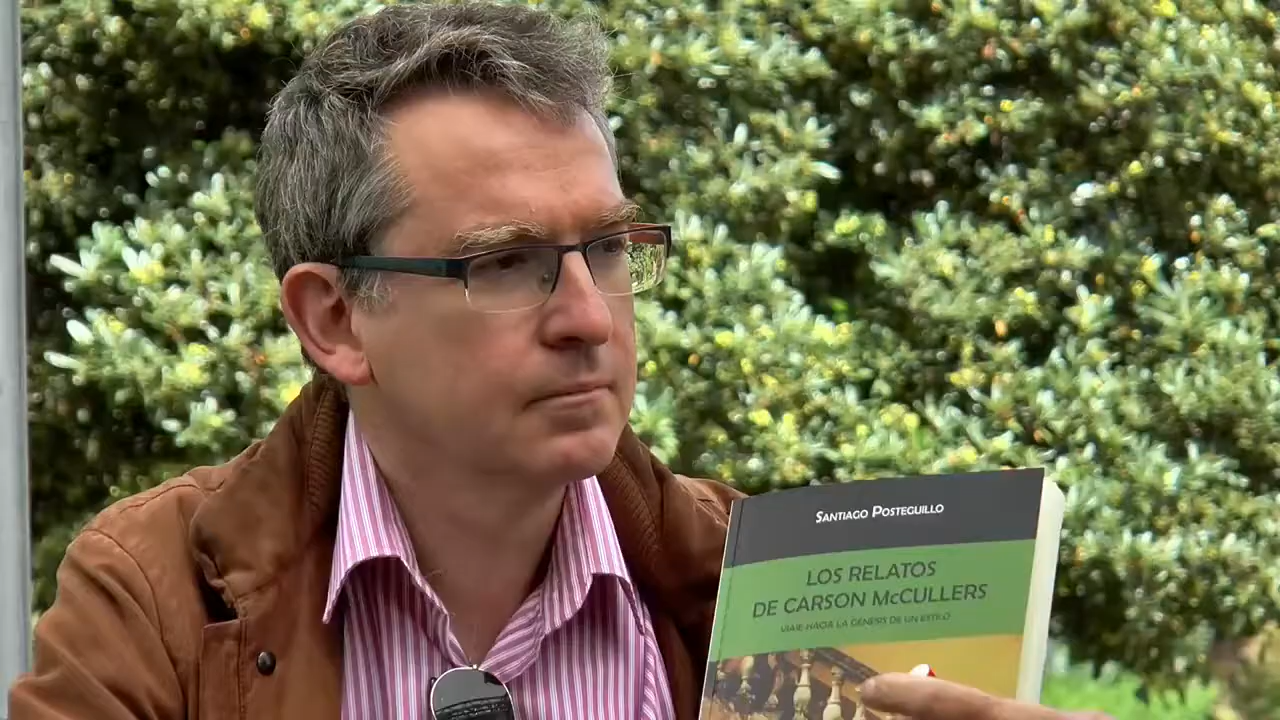 SANTIAGO POSTEGUILLO
LOS RELATOS
DE CARSON McCULLERS
VIAJE HACIA LA GÉNESIS DE UN ESTILO